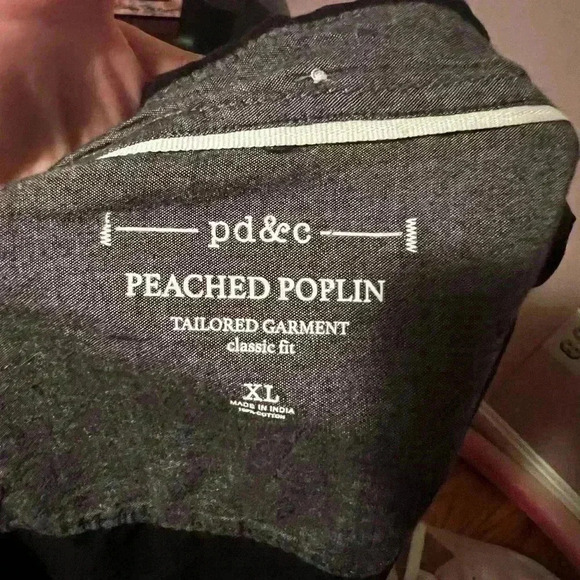 pd&c
PEACHED POPLIN
TAILORED GARMENT
classic fit
XL
MADE IN INDIA
100% COTTON